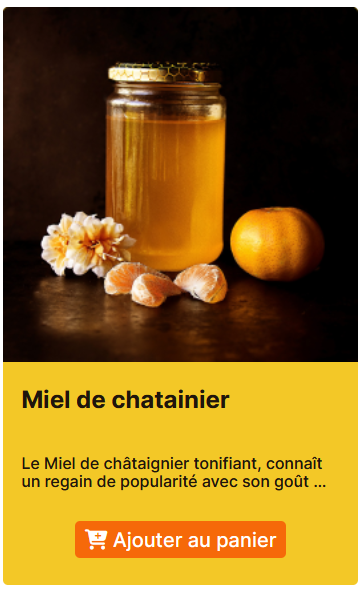 Miel de chatainier
Le Miel de châtaignier tonifiant, connaît
un regain de popularité avec son goût ...
Ajouter au panier